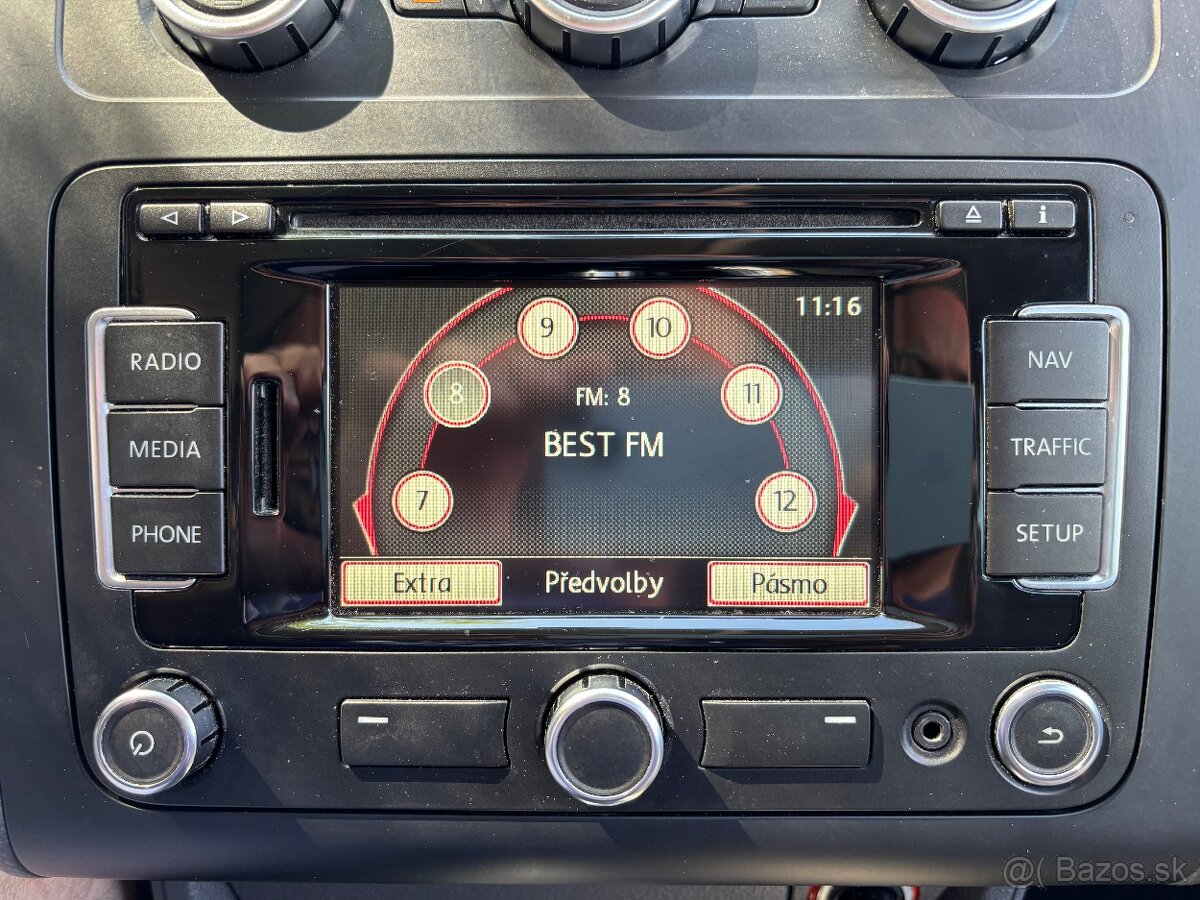 i
11:16
9
10
RADIO
8
11
NAV
FM: 8
MEDIA
BEST FM
TRAFFIC
7
12
PHONE
SETUP
Extra
Předvolby
Pásmo
@( Bazos.sk